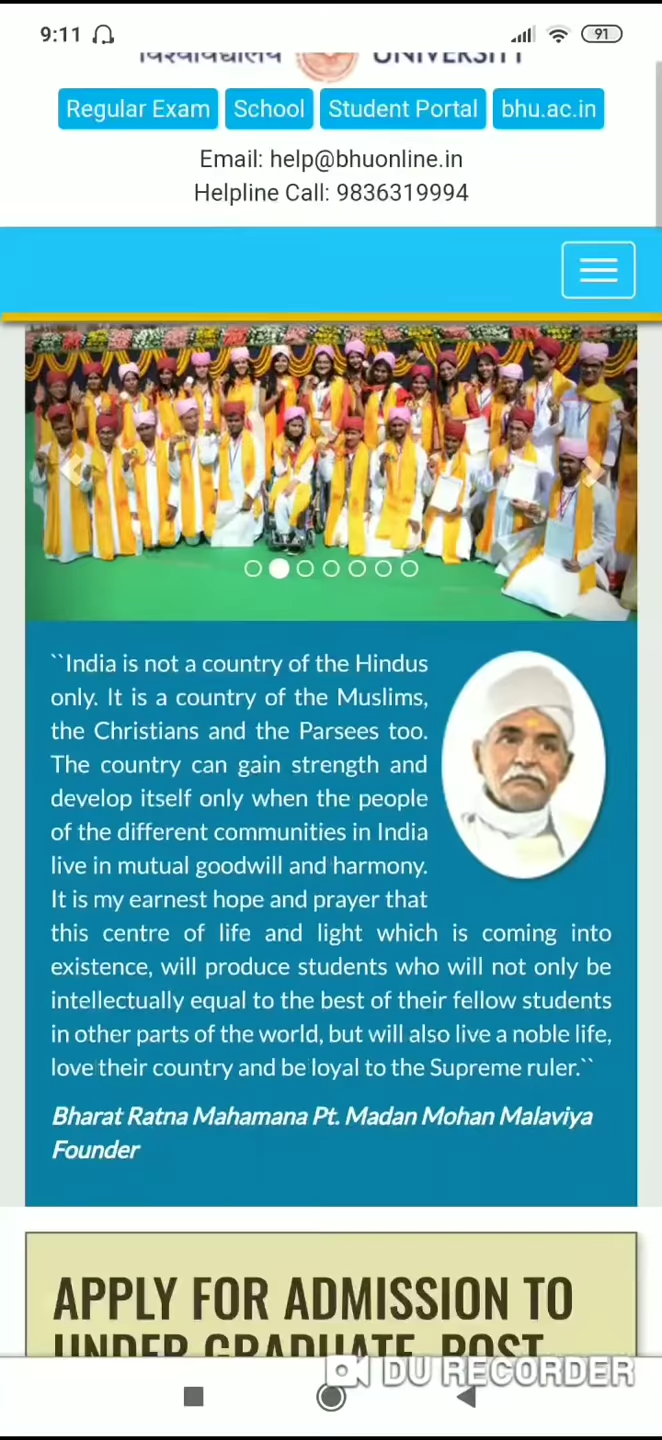 9:11
91
विश्वविद्यालय UNIVERSITY
Regular Exam School Student Portal bhu.ac.in
Email: help@bhuonline.in
Helpline Call: 9836319994
``India is not a country of the Hindus
only. It is a country of the Muslims,
the Christians and the Parsees too.
The country can gain strength and
develop itself only when the people
of the different communities in India
live in mutual goodwill and harmony.
It is my earnest hope and prayer that
this centre of life and light which is coming into
existence, will produce students who will not only be
intellectually equal to the best of their fellow students
in other parts of the world, but will also live a noble life,
love their country and be loyal to the Supreme ruler.``
Bharat Ratna Mahamana Pt. Madan Mohan Malaviya
Founder
APPLY FOR ADMISSION TO
UNDER GRADUATE, POST
DU RECORDER